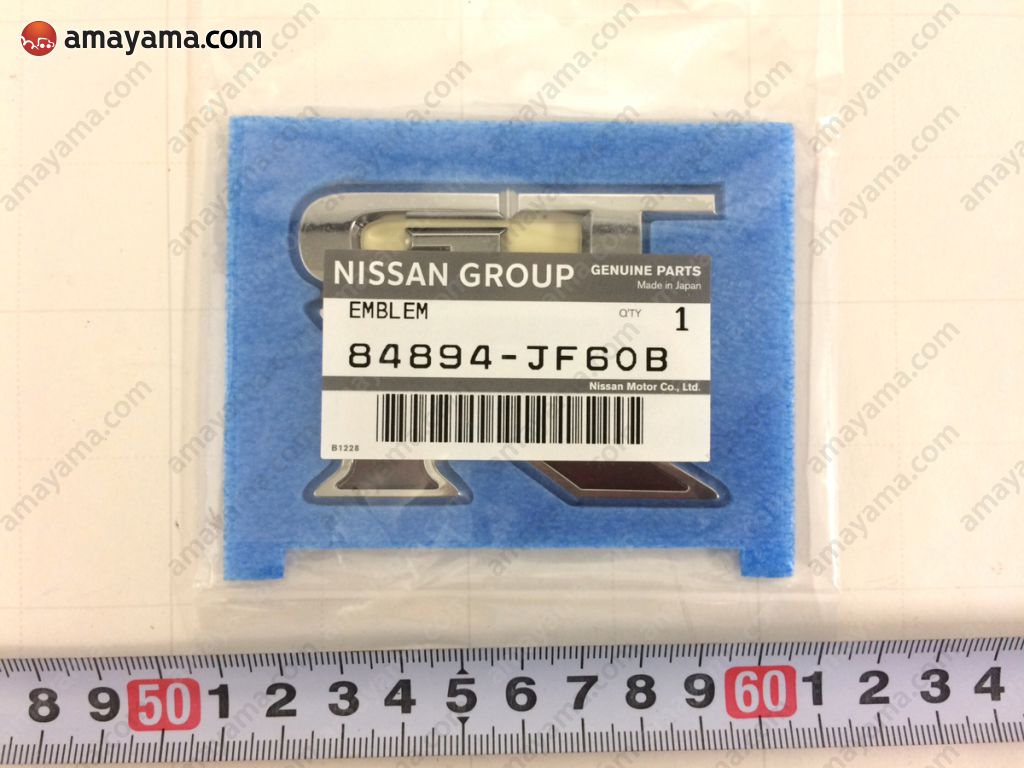 amayama.com
GT
NISSAN GROUP GENUINE PARTS
Made in Japan
EMBLEM Q'TY 1
84894-JF60B
Nissan Motor Co., Ltd.
B1228
8 9 50 1 2 3 4 5 6 7 8 9 60 1 2 3 4